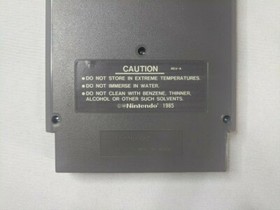 CAUTION
●DO NOT STORE IN EXTREME TEMPERATURES.
●DO NOT IMMERSE IN WATER.
●DO NOT CLEAN WITH BENZENE, THINNER,
ALCOHOL OR OTHER SUCH SOLVENTS.
Nintendo 1985